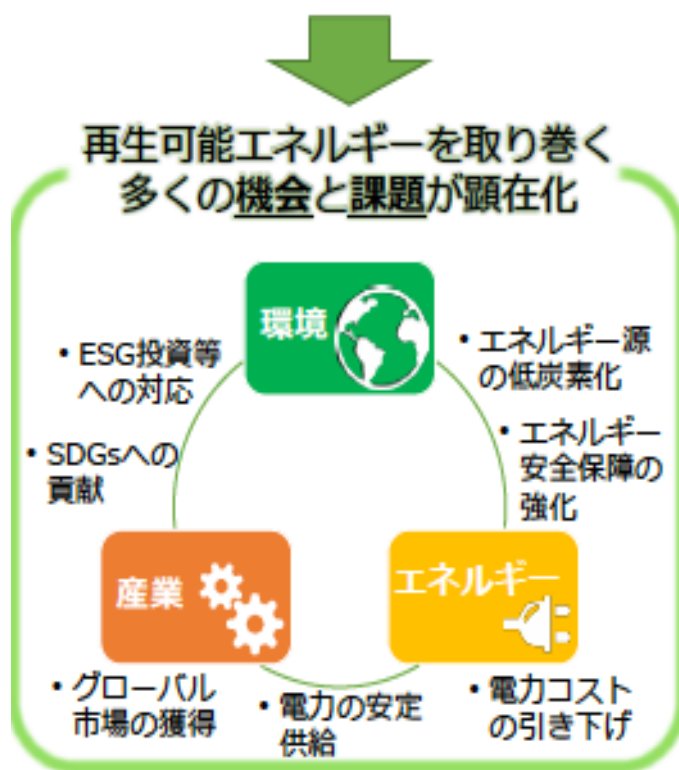 再生可能エネルギーを取り巻く
多くの機会と課題が顕在化
環境
・ESG投資等
への対応
・エネルギー源
の低炭素化
・SDGsへの
貢献
・エネルギー
安全保障の
強化
産業
エネルギー
・グローバル
市場の獲得
・電力の安定
供給
・電力コスト
の引き下げ